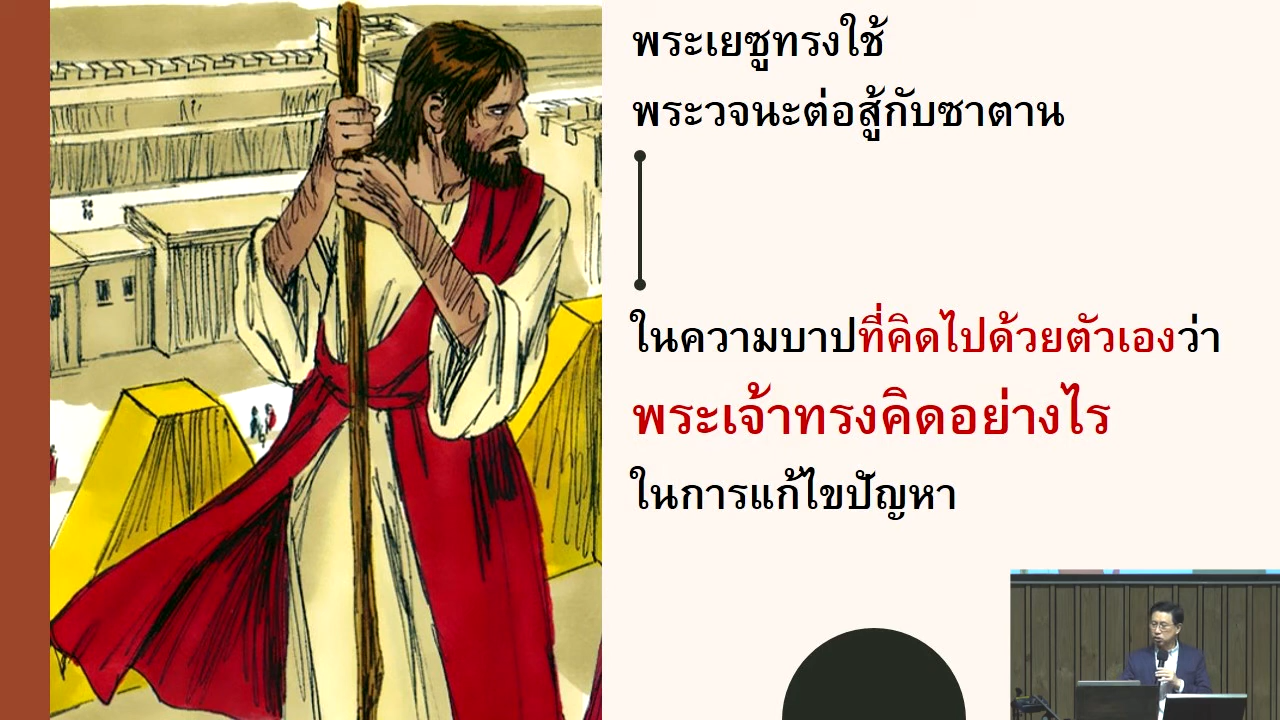 พระเยซูทรงใช้
พระวจนะต่อสู้กับซาตาน
ในความบาปที่คิดไปด้วยตัวเองว่า
พระเจ้าทรงคิดอย่างไร
ในการแก้ไขปัญหา